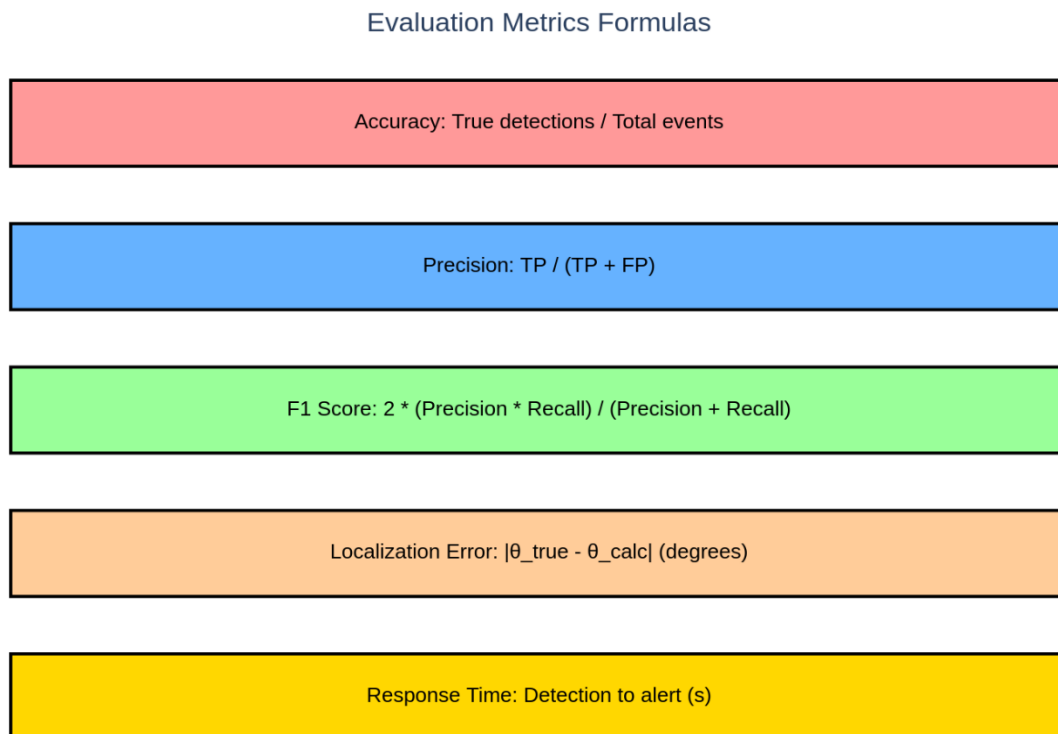 Evaluation Metrics Formulas
Accuracy: True detections / Total events
Precision: TP / (TP + FP)
F1 Score: 2 * (Precision * Recall) / (Precision + Recall)
Localization Error: |θ_true - θ_calc| (degrees)
Response Time: Detection to alert (s)